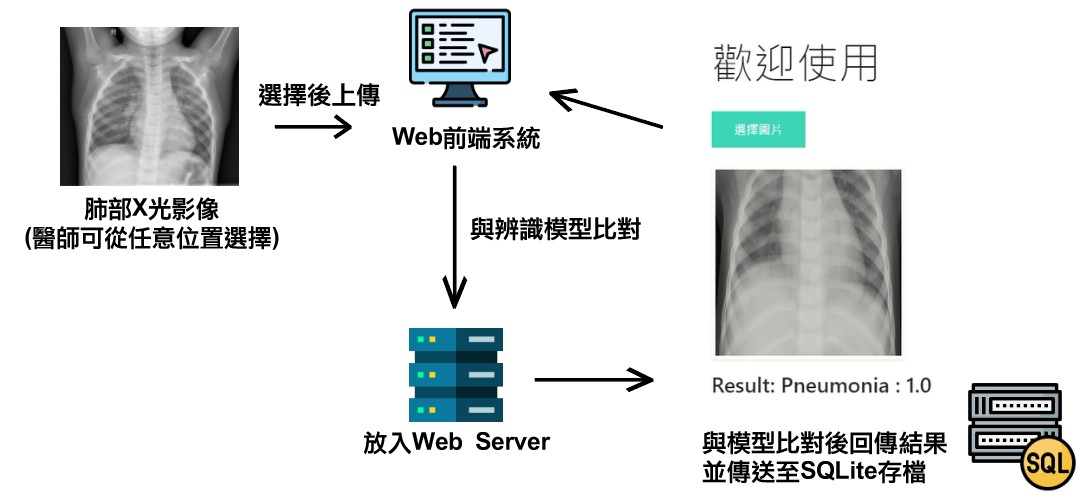 選擇後上傳
肺部X光影像
(醫師可從任意位置選擇)
Web前端系統
與辨識模型比對
放入Web Server
歡迎使用
選擇圖片
Result: Pneumonia : 1.0
與模型比對後回傳結果
並傳送至SQLite存檔
SQL